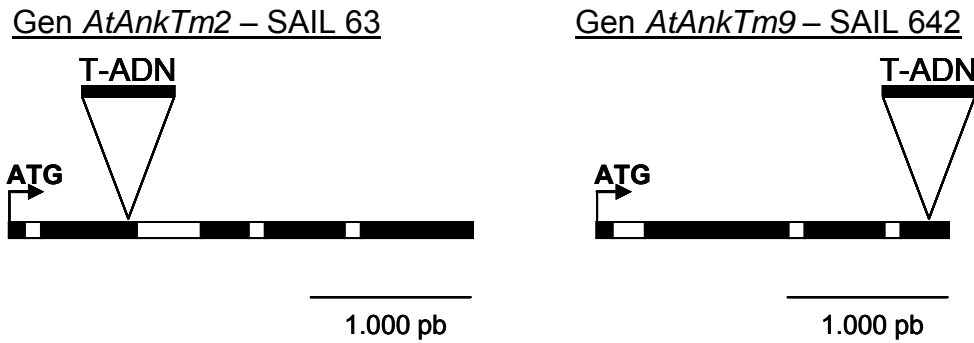 Gen AtAnkTm2 – SAIL 63
T-ADN
ATG
1.000 pb
Gen AtAnkTm9 – SAIL 642
T-ADN
ATG
1.000 pb